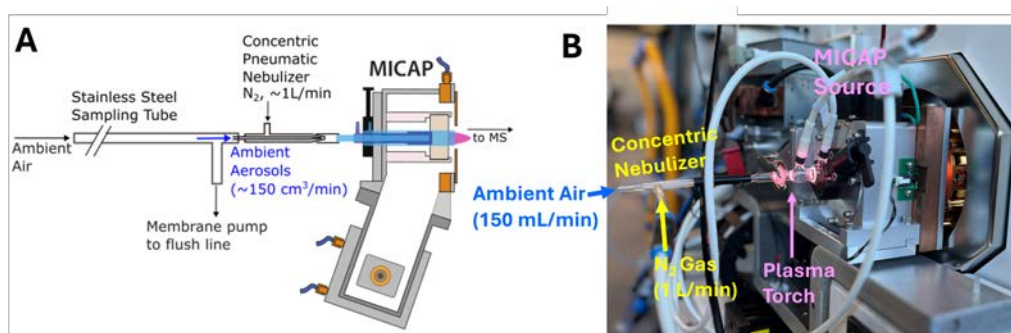 A
Concentric
Pneumatic
Nebulizer
N₂, ~1L/min
MICAP
Stainless Steel
Sampling Tube
Ambient
Air
Ambient
Aerosols
(~150 cm³/min)
to MS
Membrane pump
to flush line
B
MICAP
Source
Concentric
Nebulizer
Ambient Air
(150 mL/min)
N₂ Gas
(1 L/min)
Plasma
Torch